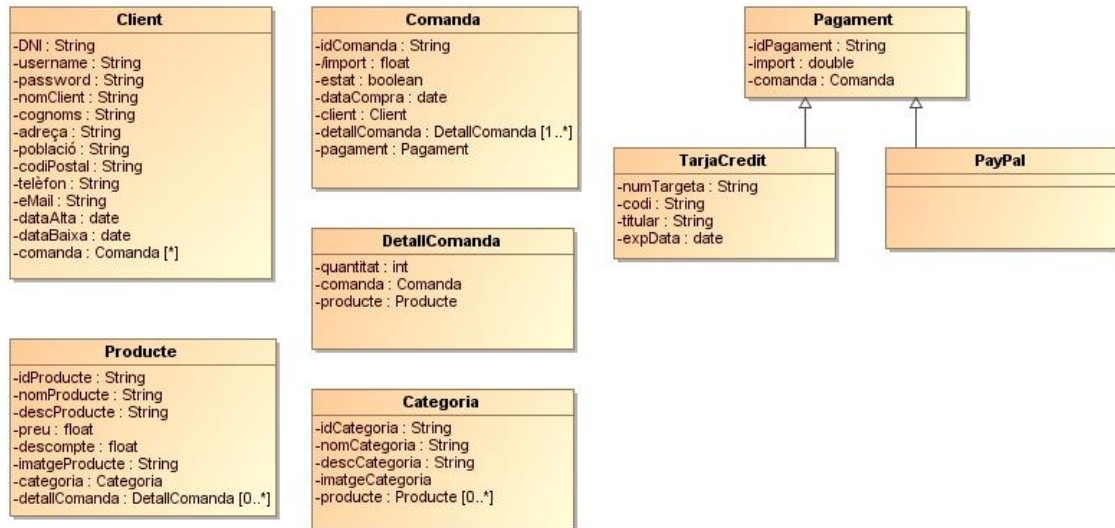 Client
-DNI : String
-username : String
-password : String
-nomClient : String
-cognoms : String
-adreça : String
-població : String
-codiPostal : String
-telèfon : String
-eMail : String
-dataAlta : date
-dataBaixa : date
-comanda : Comanda [*]
Comanda
-idComanda : String
-/import : float
-estat : boolean
-dataCompra : date
-client : Client
-detallComanda : DetallComanda [1..*]
-pagament : Pagament
Pagament
-idPagament : String
-import : double
-comanda : Comanda
TarjaCredit
-numTargeta : String
-codi : String
-titular : String
-expData : date
PayPal
DetallComanda
-quantitat : int
-comanda : Comanda
-producte : Producte
Producte
-idProducte : String
-nomProducte : String
-descProducte : String
-preu : float
-descompte : float
-imatgeProducte : String
-categoria : Categoria
-detallComanda : DetallComanda [0..*]
Categoria
-idCategoria : String
-nomCategoria : String
-descCategoria : String
-imatgeCategoria
-producte : Producte [0..*]